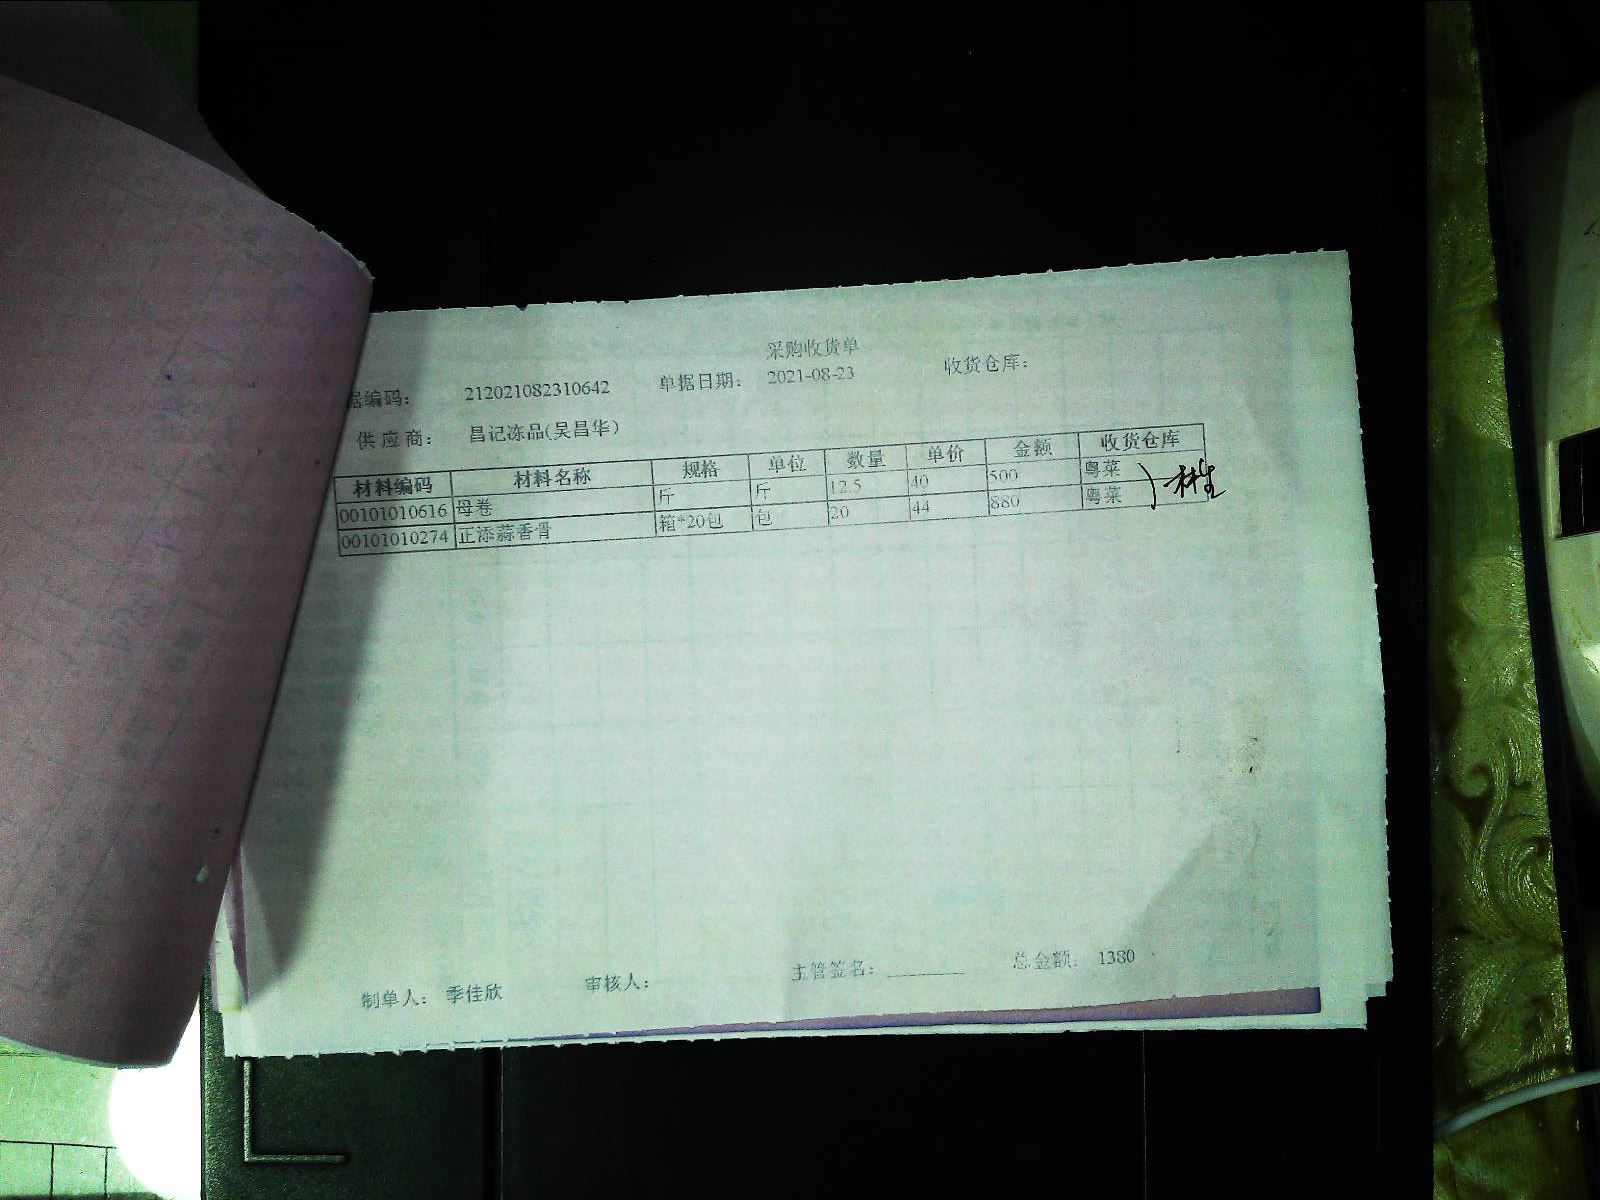 采购收货单
据编码： 212021082310642 单据日期： 2021-08-23 收货仓库：
供应商： 昌记冻品(吴昌华)
材料编码 材料名称 规格 单位 数量 单价 金额 收货仓库
00101010616 母卷 斤 斤 12.5 40 500 粤菜
00101010274 正添蒜香骨 箱*20包 包 20 44 880 粤菜
制单人： 季佳欣 审核人： 主管签名： 总金额： 1380